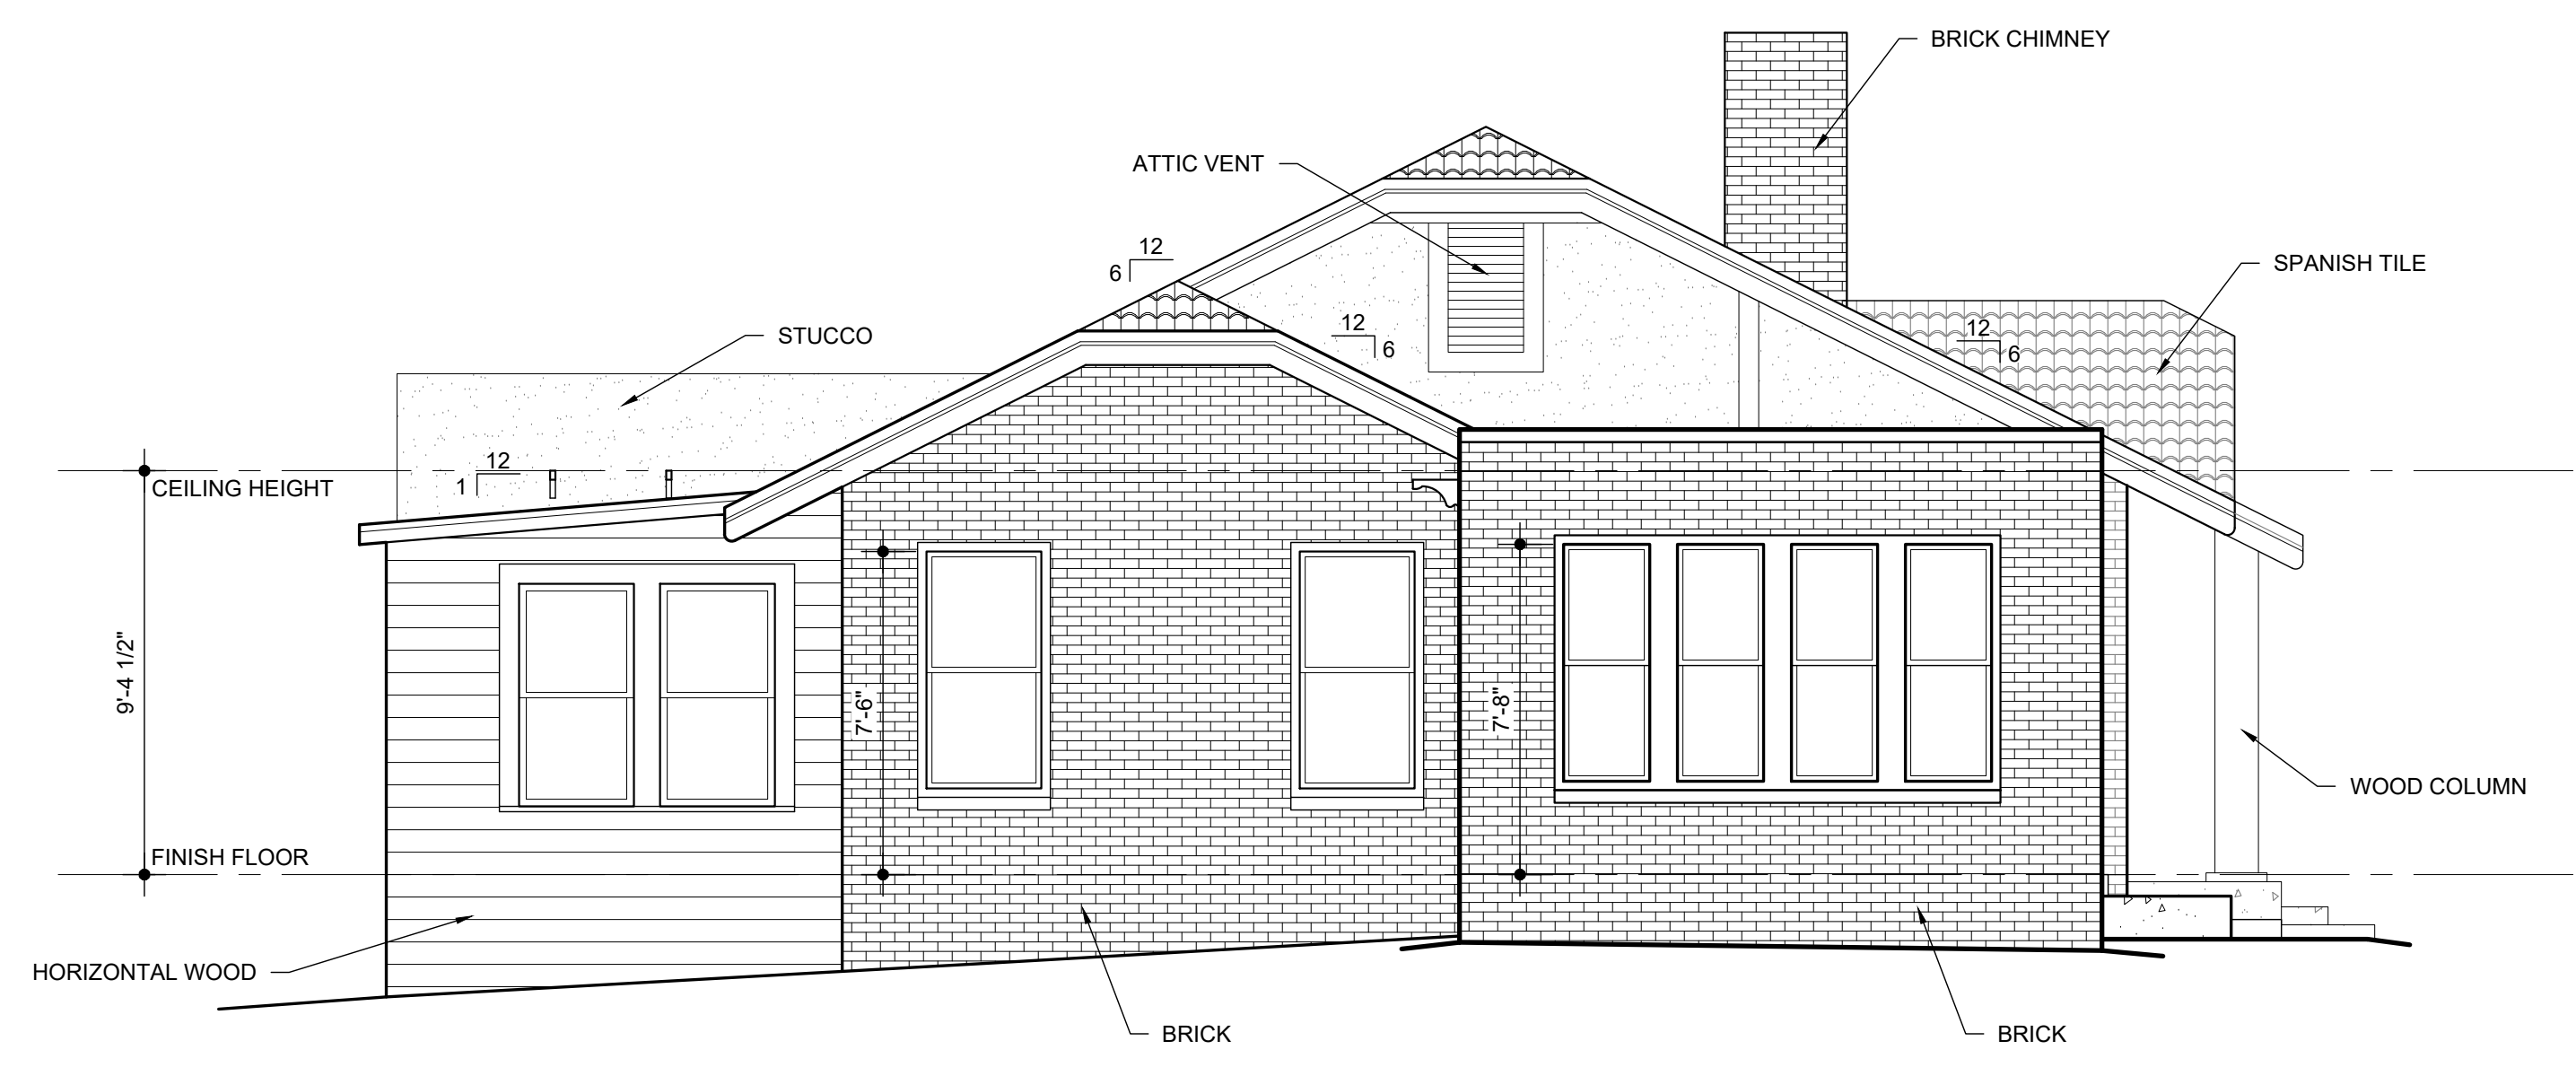 BRICK CHIMNEY
ATTIC VENT
12
6
SPANISH TILE
STUCCO
12
6
12
6
12
1
CEILING HEIGHT
9'-4 1/2"
7'-6"
7'-8"
WOOD COLUMN
FINISH FLOOR
HORIZONTAL WOOD
BRICK
BRICK